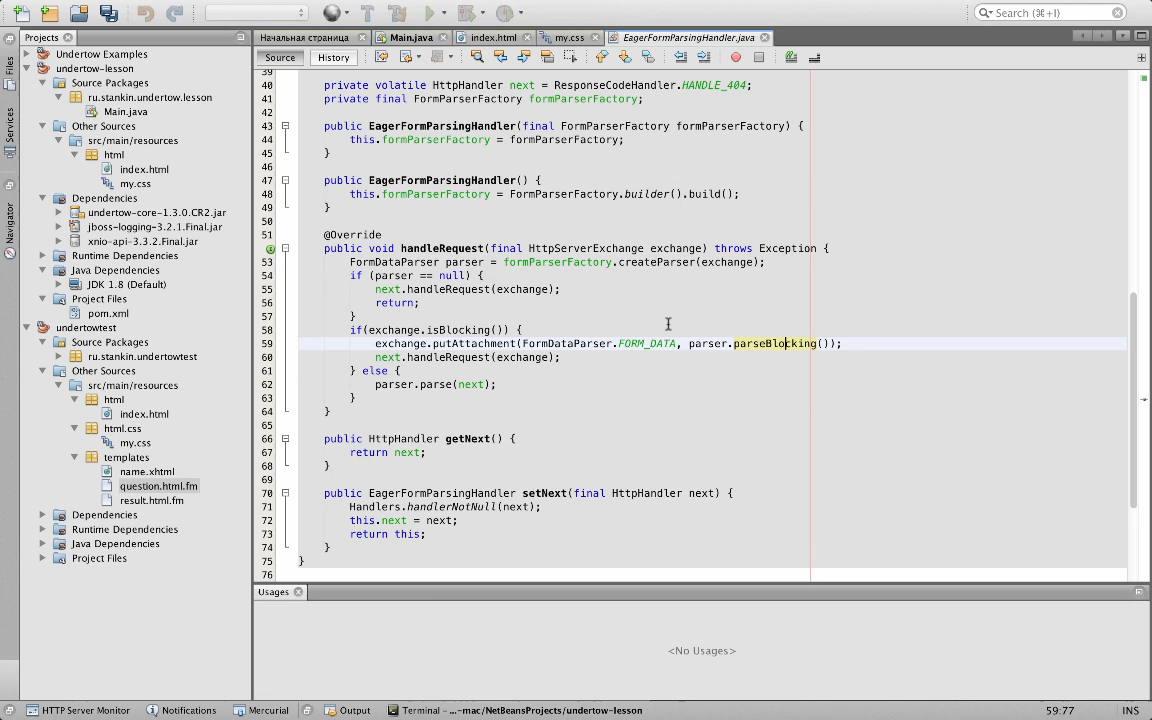 Search (⌘+I)
Projects
Начальная страница
Main.java
index.html
my.css
EagerFormParsingHandler.java
Source
History
Files
Services
Navigator
Undertow Examples
undertow-lesson
Source Packages
ru.stankin.undertow.lesson
Main.java
Other Sources
src/main/resources
html
index.html
my.css
Dependencies
undertow-core-1.3.0.CR2.jar
jboss-logging-3.2.1.Final.jar
xnio-api-3.3.2.Final.jar
Runtime Dependencies
Java Dependencies
JDK 1.8 (Default)
Project Files
pom.xml
undertowtest
Source Packages
ru.stankin.undertowtest
Other Sources
src/main/resources
html
index.html
html.css
my.css
templates
name.xhtml
question.html.fm
result.html.fm
Dependencies
Runtime Dependencies
Java Dependencies
Project Files
39
40 private volatile HttpHandler next = ResponseCodeHandler.HANDLE_404;
41 private final FormParserFactory formParserFactory;
42
43 public EagerFormParsingHandler(final FormParserFactory formParserFactory) {
44 this.formParserFactory = formParserFactory;
45 }
46
47 public EagerFormParsingHandler() {
48 this.formParserFactory = FormParserFactory.builder().build();
49 }
50
51 @Override
public void handleRequest(final HttpServerExchange exchange) throws Exception {
53 FormDataParser parser = formParserFactory.createParser(exchange);
54 if (parser == null) {
55 next.handleRequest(exchange);
56 return;
57 }
58 if(exchange.isBlocking()) {
59 exchange.putAttachment(FormDataParser.FORM_DATA, parser.parseBlocking());
60 next.handleRequest(exchange);
61 } else {
62 parser.parse(next);
63 }
64 }
65
66 public HttpHandler getNext() {
67 return next;
68 }
69
70 public EagerFormParsingHandler setNext(final HttpHandler next) {
71 Handlers.handlerNotNull(next);
72 this.next = next;
73 return this;
74 }
75 }
76
Usages
<No Usages>
HTTP Server Monitor
Notifications
Mercurial
Output
Terminal - ...-mac/NetBeansProjects/undertow-lesson
59:77
INS